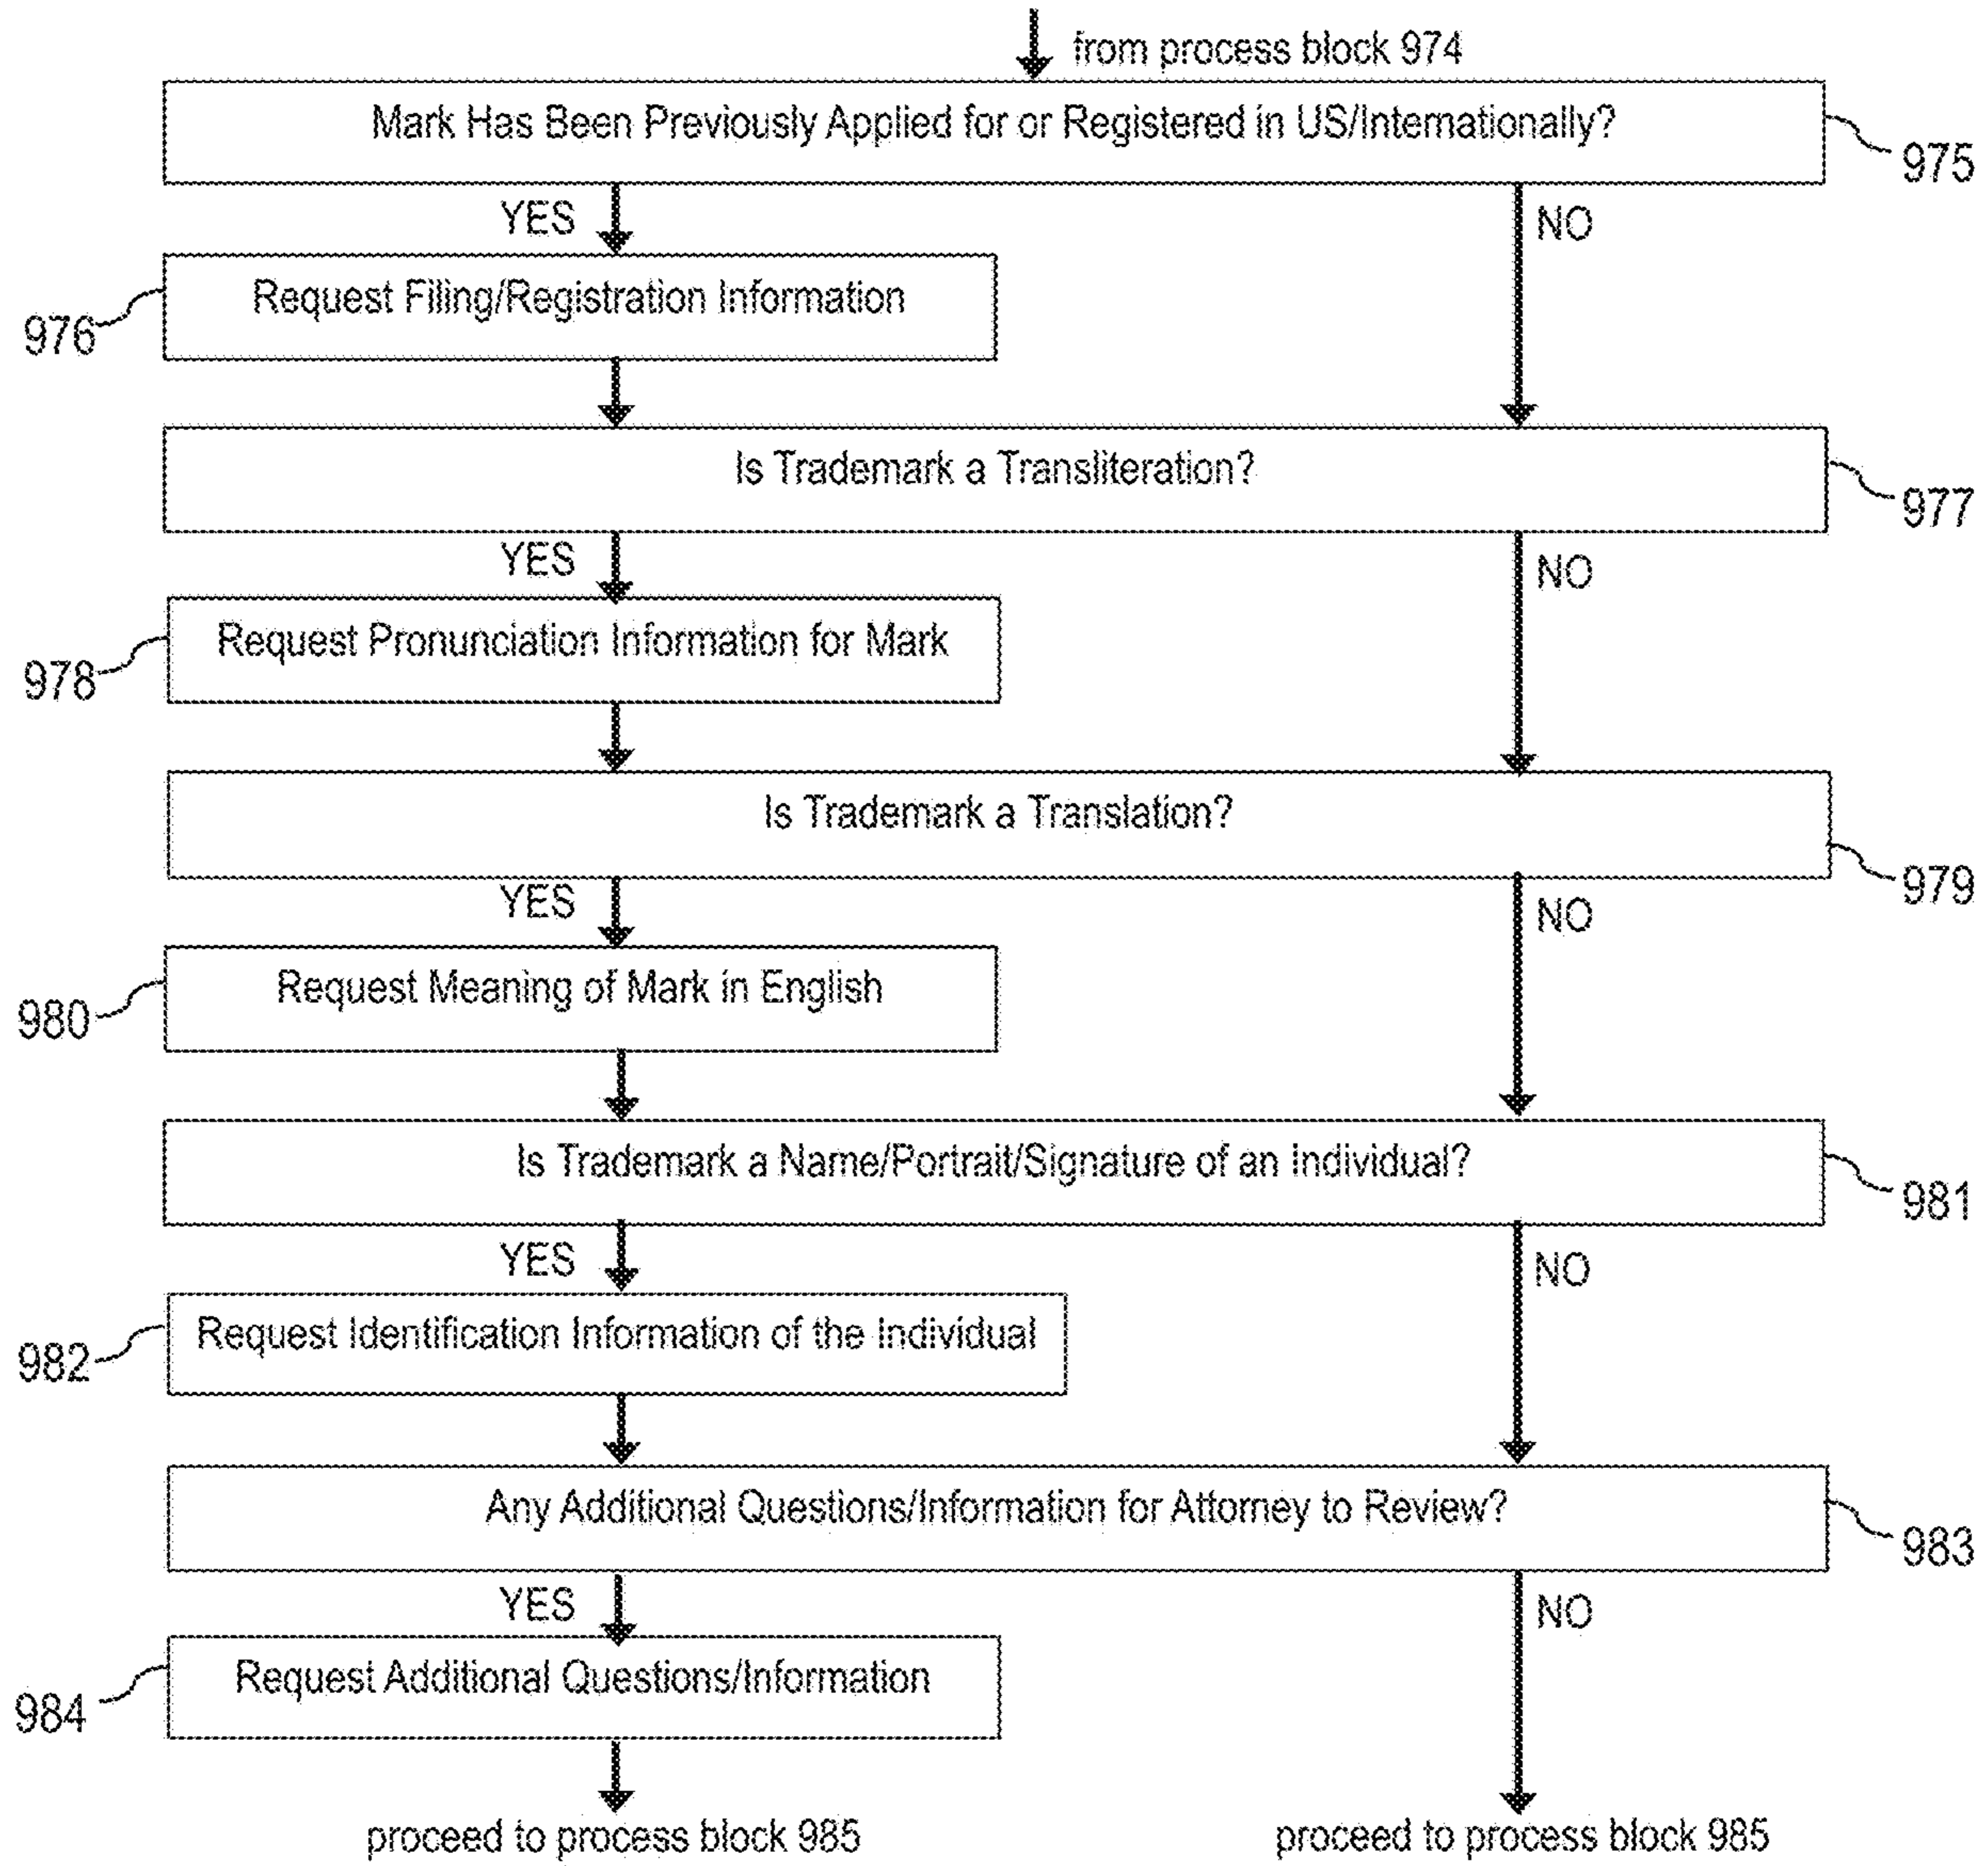 from process block 974
Mark Has Been Previously Applied for or Registered in US/Internationally?
975
YES
NO
Request Filing/Registration Information
976
Is Trademark a Transliteration?
977
YES
NO
Request Pronunciation Information for Mark
978
Is Trademark a Translation?
979
YES
NO
Request Meaning of Mark in English
980
Is Trademark a Name/Portrait/Signature of an Individual?
981
YES
NO
Request Identification Information of the Individual
982
Any Additional Questions/Information for Attorney to Review?
983
YES
NO
Request Additional Questions/Information
984
proceed to process block 985
proceed to process block 985